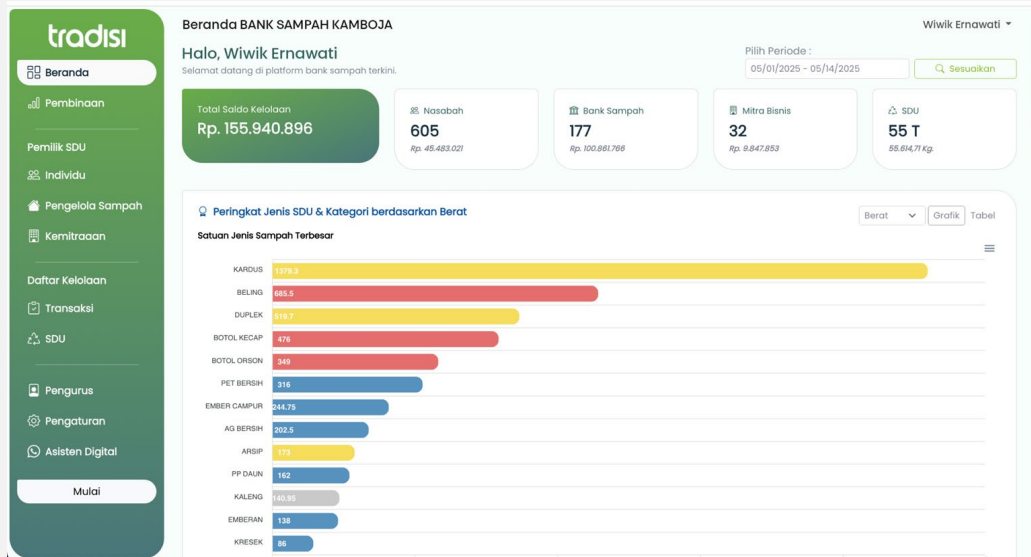 tradisi
Beranda
Pembinaan
Pemilik SDU
Individu
Pengelola Sampah
Kemitraaan
Daftar Kelolaan
Transaksi
SDU
Pengurus
Pengaturan
Asisten Digital
Mulai
Beranda BANK SAMPAH KAMBOJA
Wiwik Ernawati
Halo, Wiwik Ernawati
Selamat datang di platform bank sampah terkini.
Pilih Periode :
05/01/2025 - 05/14/2025
Sesuaikan
Total Saldo Kelolaan
Rp. 155.940.896
Nasabah
605
Rp. 45.483.021
Bank Sampah
177
Rp. 100.861.766
Mitra Bisnis
32
Rp. 9.847.853
SDU
55 T
55.614,71 Kg.
Peringkat Jenis SDU & Kategori berdasarkan Berat
Berat
Grafik
Tabel
Satuan Jenis Sampah Terbesar
KARDUS 1378.3
BELING 685.5
DUPLEK 518.7
BOTOL KECAP 476
BOTOL ORSON 349
PET BERSIH 316
EMBER CAMPUR 244.75
AG BERSIH 202.5
ARSIP 173
PP DAUN 162
KALENG 140.95
EMBERAN 138
KRESEK 86